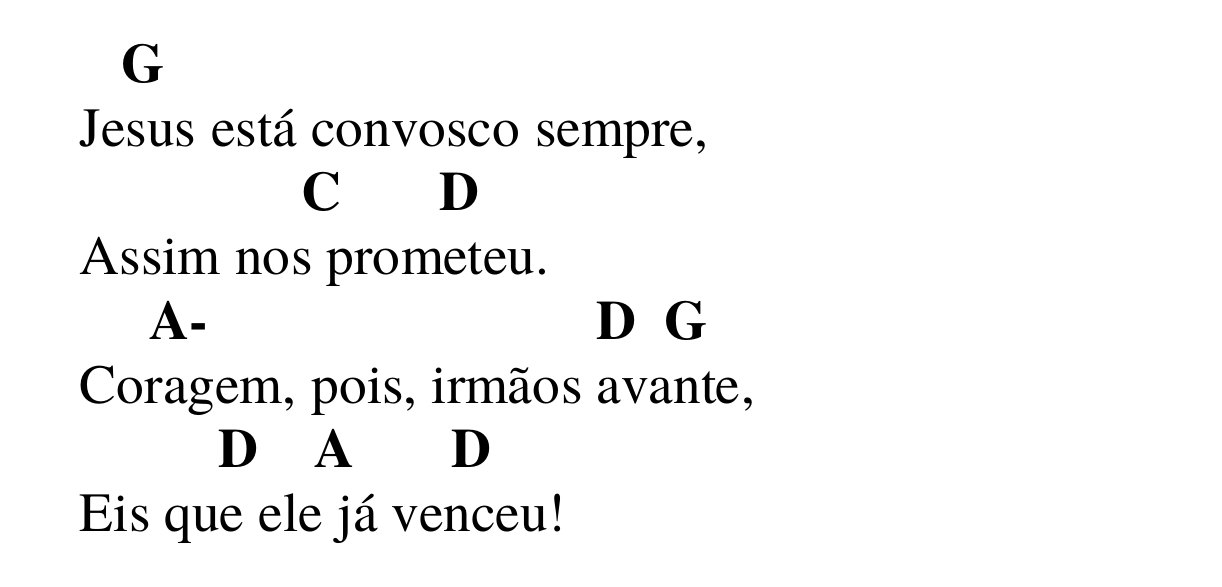 G
Jesus está convosco sempre,
C D
Assim nos prometeu.
A- D G
Coragem, pois, irmãos avante,
D A D
Eis que ele já venceu!